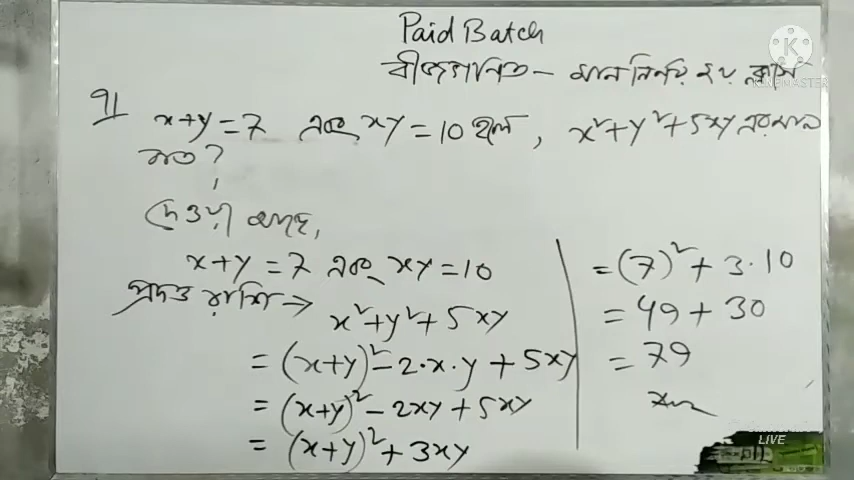 Paid Batch
বীজগণিত – মান নির্ণয় ২য় ক্লাস
K
KINEMASTER
৭।
x+y=7 এবং xy=10 হলে, x²+y²+5xy এর মান
কত?
দেওয়া আছে,
x+y=7 এবং xy=10
প্রদত্ত রাশি →
x²+y²+5xy
= (x+y)²-2·x·y+5xy
= (x+y)²-2xy+5xy
= (x+y)²+3xy
= (7)²+3·10
= 49+30
= 79
Ans
LIVE